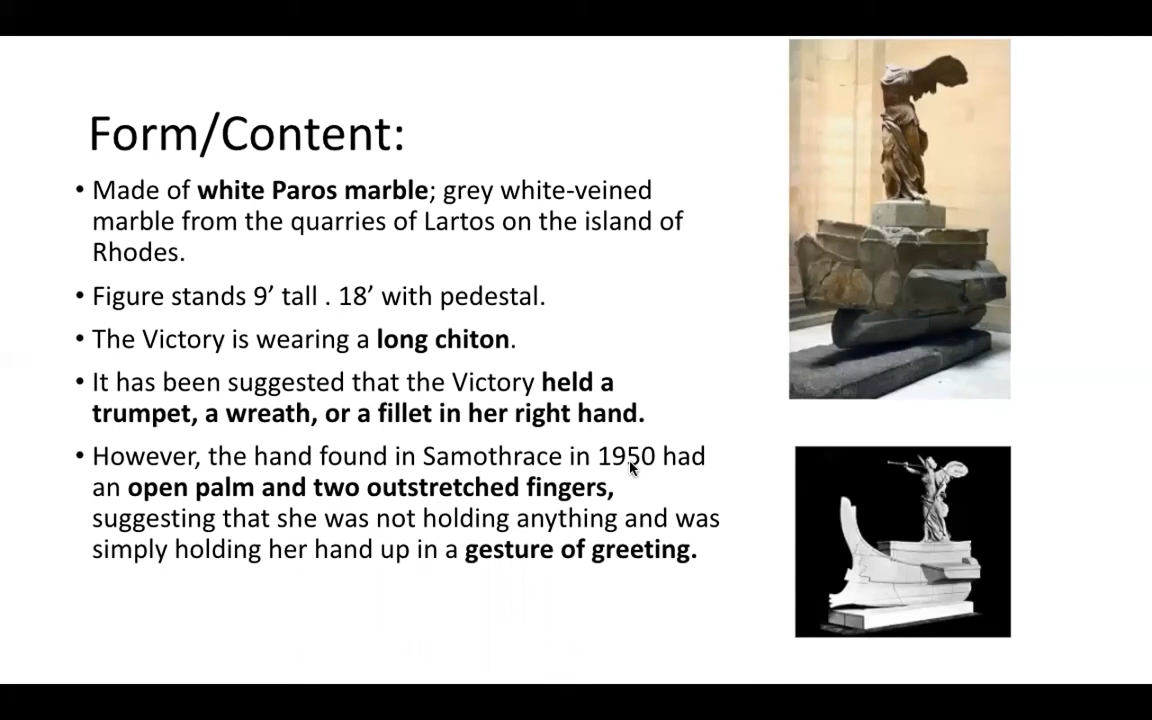 Form/Content:
• Made of white Paros marble; grey white-veined
marble from the quarries of Lartos on the island of
Rhodes.
• Figure stands 9’ tall . 18’ with pedestal.
• The Victory is wearing a long chiton.
• It has been suggested that the Victory held a
trumpet, a wreath, or a fillet in her right hand.
• However, the hand found in Samothrace in 1950 had
an open palm and two outstretched fingers,
suggesting that she was not holding anything and was
simply holding her hand up in a gesture of greeting.